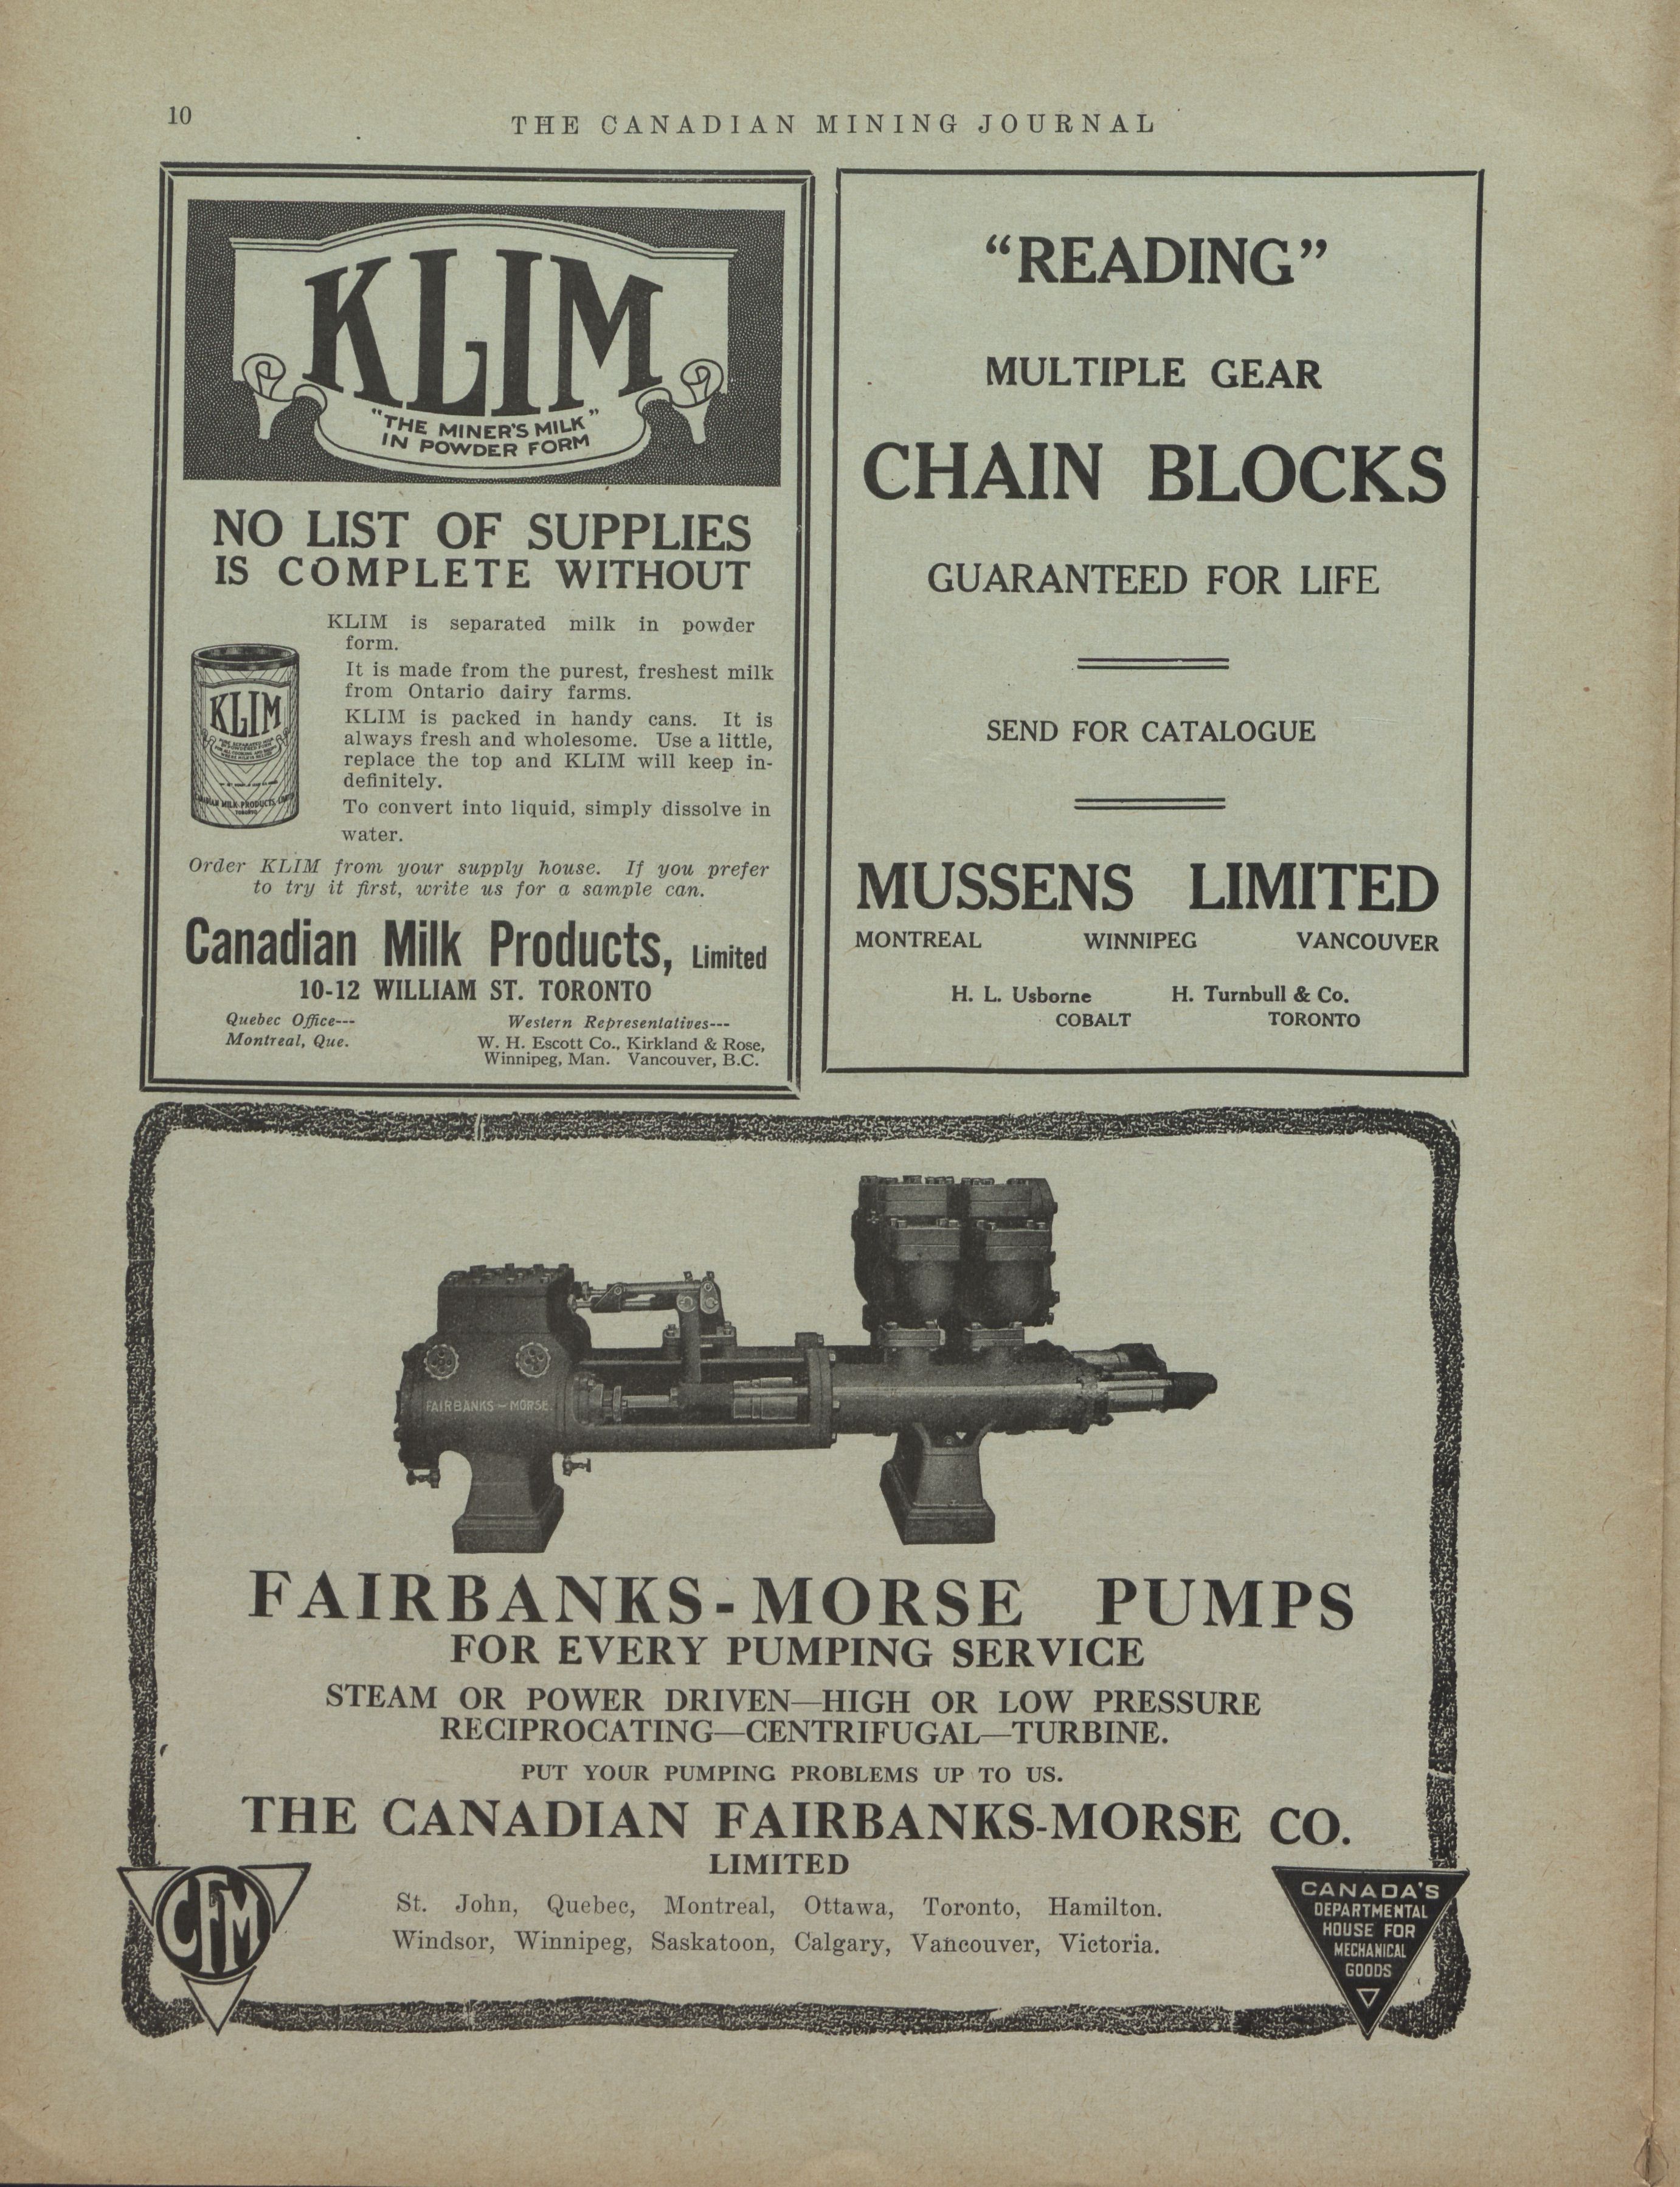 10
THE CANADIAN MINING JOURNAL
KLIM
"THE MINER'S MILK"
IN POWDER FORM
NO LIST OF SUPPLIES
IS COMPLETE WITHOUT
KLIM is separated milk in powder
form.
It is made from the purest, freshest milk
from Ontario dairy farms.
KLIM is packed in handy cans. It is
always fresh and wholesome. Use a little,
replace the top and KLIM will keep in-
definitely.
To convert into liquid, simply dissolve in
water.
KLIM
CANADIAN MILK PRODUCTS LIMITED
TORONTO
Order KLIM from your supply house. If you prefer
to try it first, write us for a sample can.
Canadian Milk Products, Limited
10-12 WILLIAM ST. TORONTO
Quebec Office---
Montreal, Que.
Western Representatives---
W. H. Escott Co., Kirkland & Rose,
Winnipeg, Man. Vancouver, B.C.
"READING"
MULTIPLE GEAR
CHAIN BLOCKS
GUARANTEED FOR LIFE
SEND FOR CATALOGUE
MUSSENS LIMITED
MONTREAL WINNIPEG VANCOUVER
H. L. Usborne H. Turnbull & Co.
COBALT TORONTO
FAIRBANKS-MORSE.
FAIRBANKS-MORSE PUMPS
FOR EVERY PUMPING SERVICE
STEAM OR POWER DRIVEN—HIGH OR LOW PRESSURE
RECIPROCATING—CENTRIFUGAL—TURBINE.
PUT YOUR PUMPING PROBLEMS UP TO US.
THE CANADIAN FAIRBANKS-MORSE CO.
LIMITED
St. John, Quebec, Montreal, Ottawa, Toronto, Hamilton.
Windsor, Winnipeg, Saskatoon, Calgary, Vancouver, Victoria.
CFM
CANADA'S
DEPARTMENTAL
HOUSE FOR
MECHANICAL
GOODS